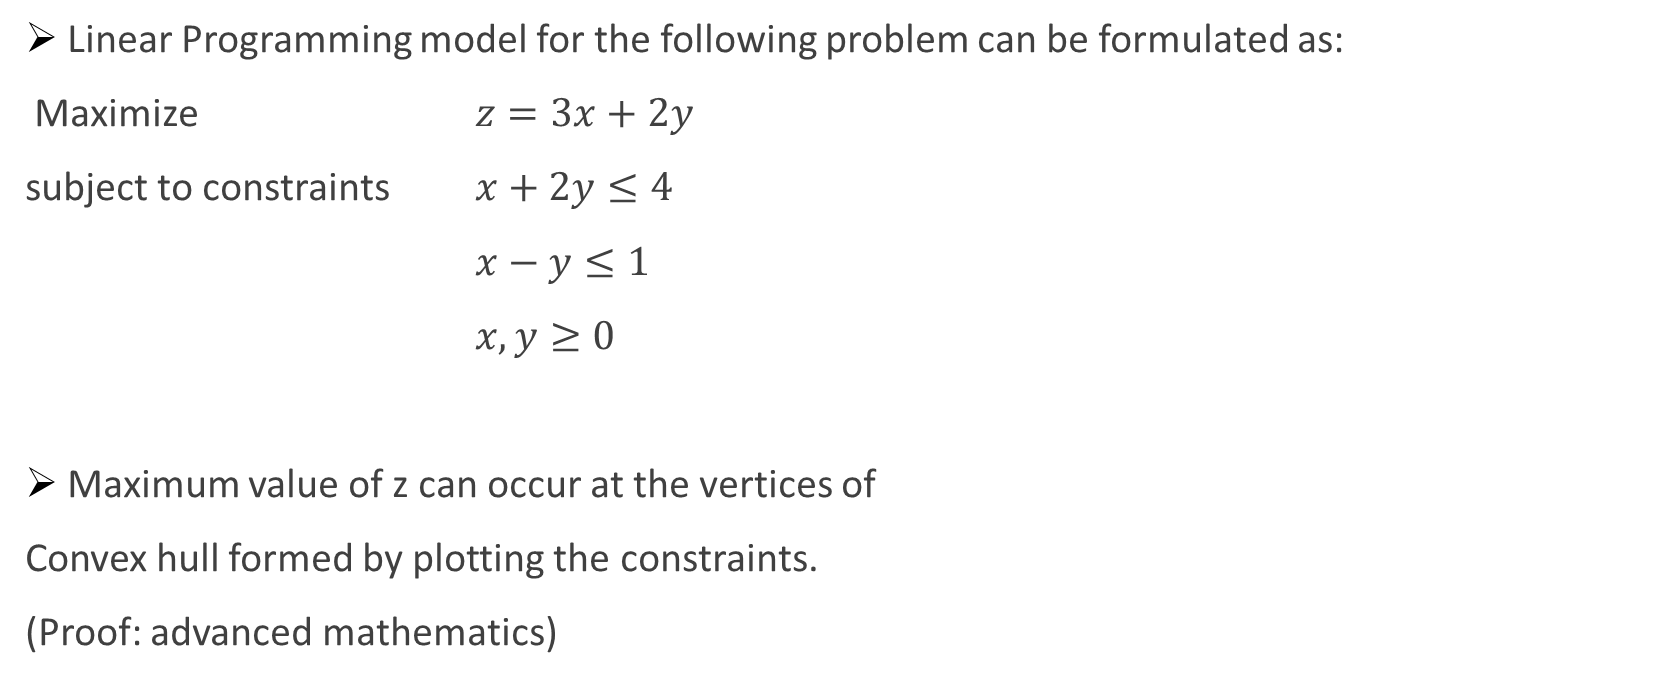 ➢ Linear Programming model for the following problem can be formulated as:
Maximize z = 3x + 2y
subject to constraints x + 2y ≤ 4
x − y ≤ 1
x, y ≥ 0
➢ Maximum value of z can occur at the vertices of
Convex hull formed by plotting the constraints.
(Proof: advanced mathematics)